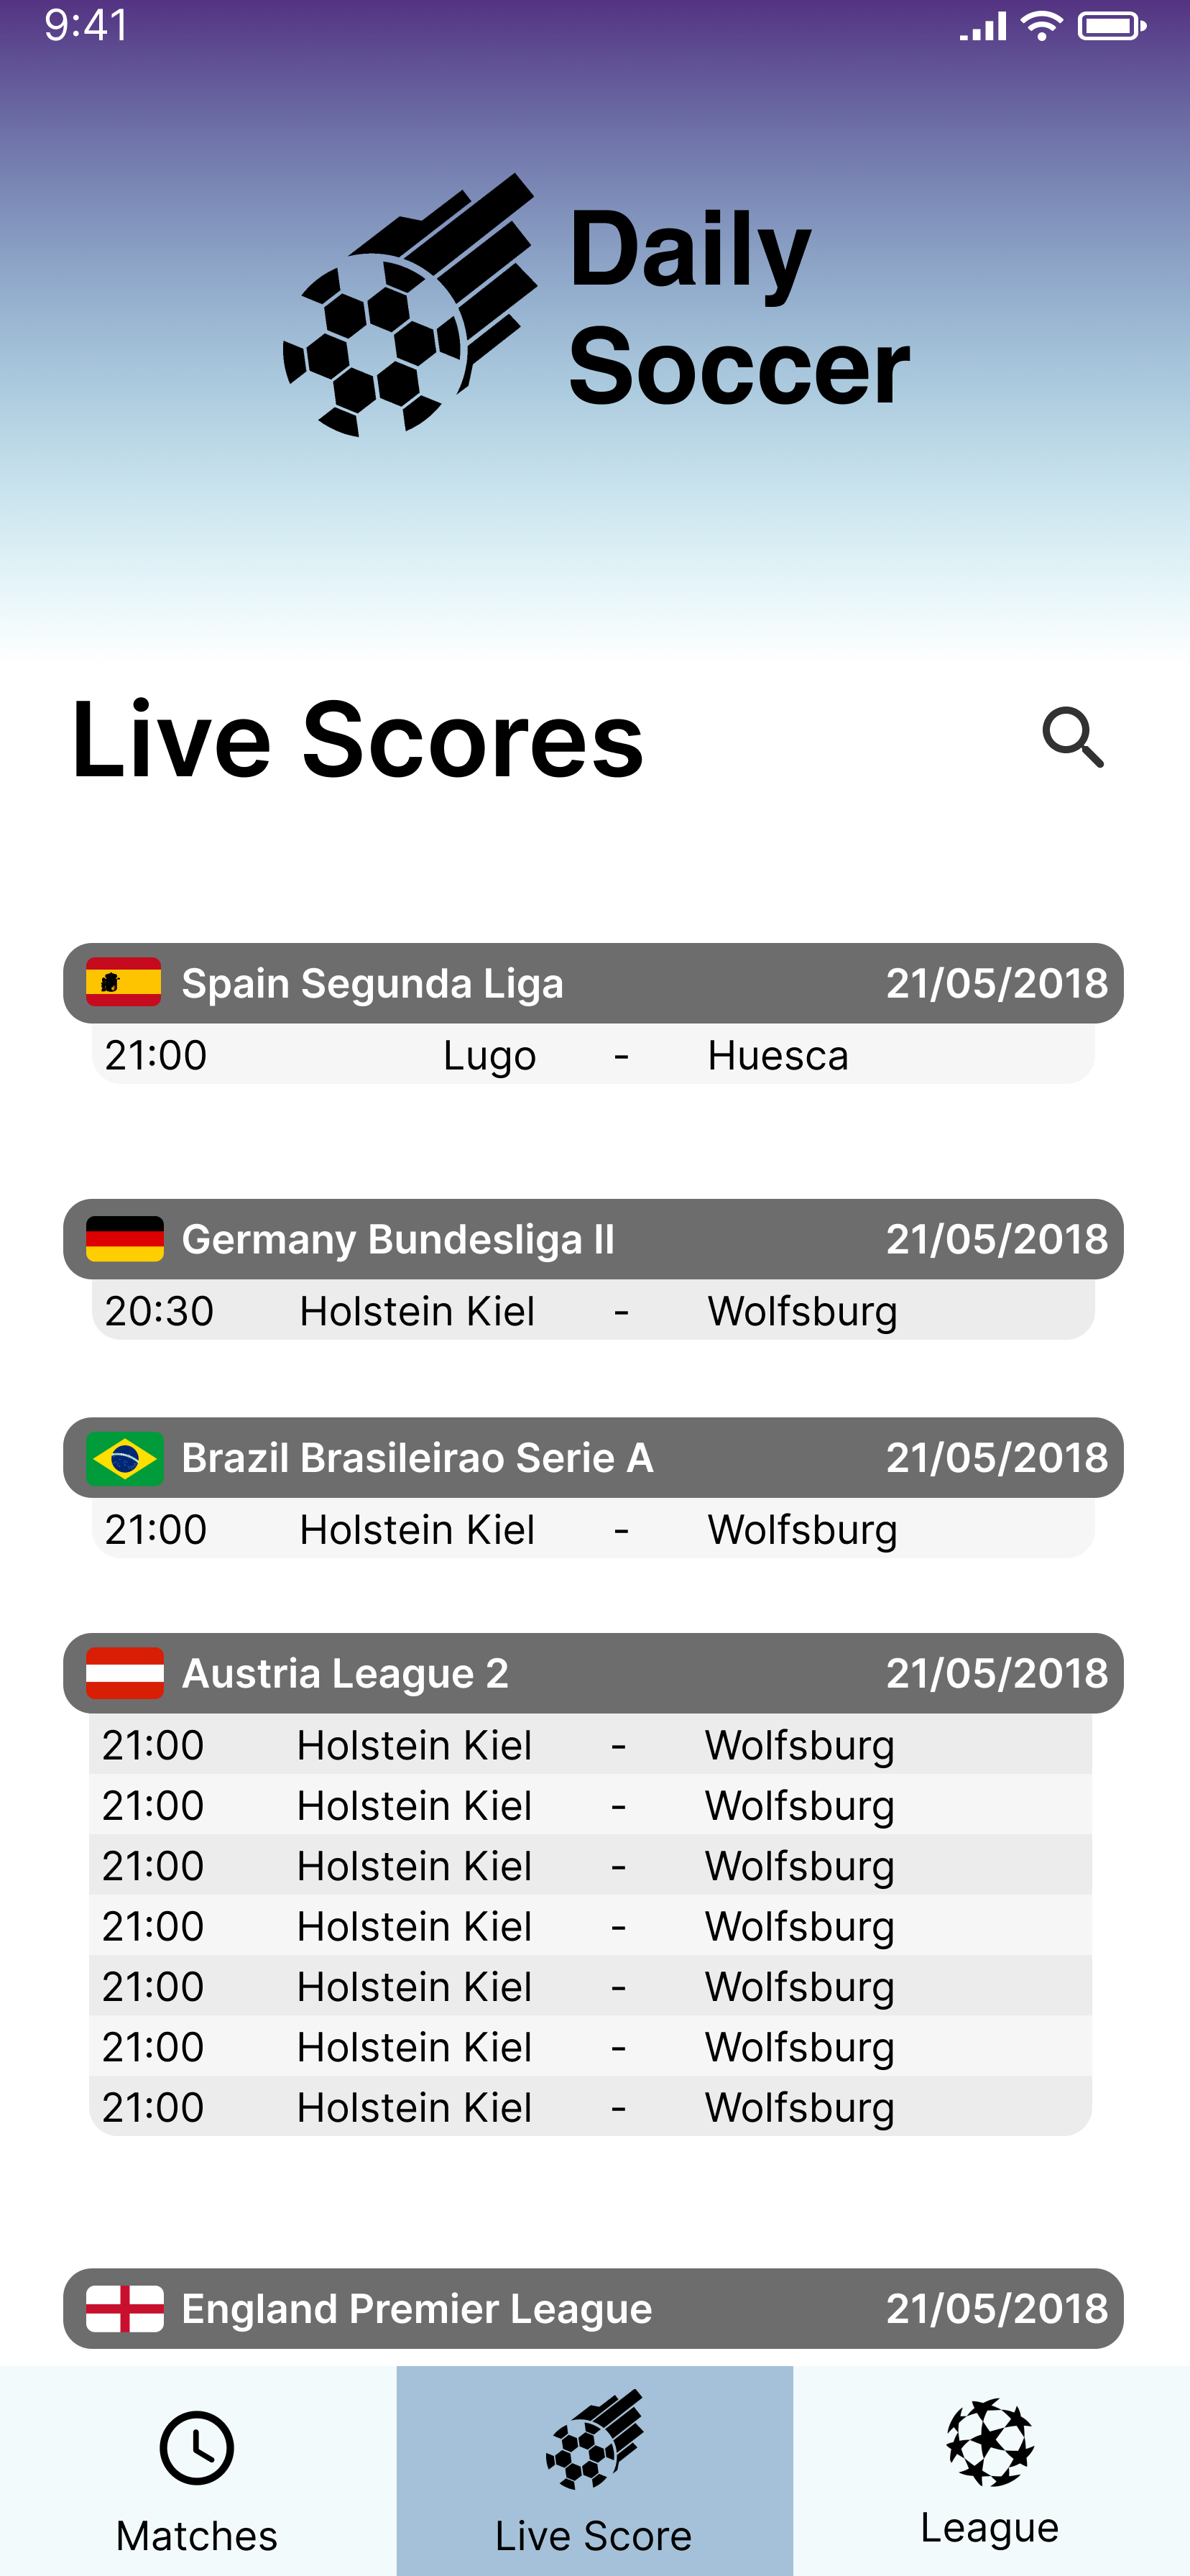 9:41
Daily
Soccer
Live Scores
Spain Segunda Liga 21/05/2018
21:00 Lugo - Huesca
Germany Bundesliga II 21/05/2018
20:30 Holstein Kiel - Wolfsburg
Brazil Brasileirao Serie A 21/05/2018
21:00 Holstein Kiel - Wolfsburg
Austria League 2 21/05/2018
21:00 Holstein Kiel - Wolfsburg
21:00 Holstein Kiel - Wolfsburg
21:00 Holstein Kiel - Wolfsburg
21:00 Holstein Kiel - Wolfsburg
21:00 Holstein Kiel - Wolfsburg
21:00 Holstein Kiel - Wolfsburg
21:00 Holstein Kiel - Wolfsburg
England Premier League 21/05/2018
Matches Live Score League